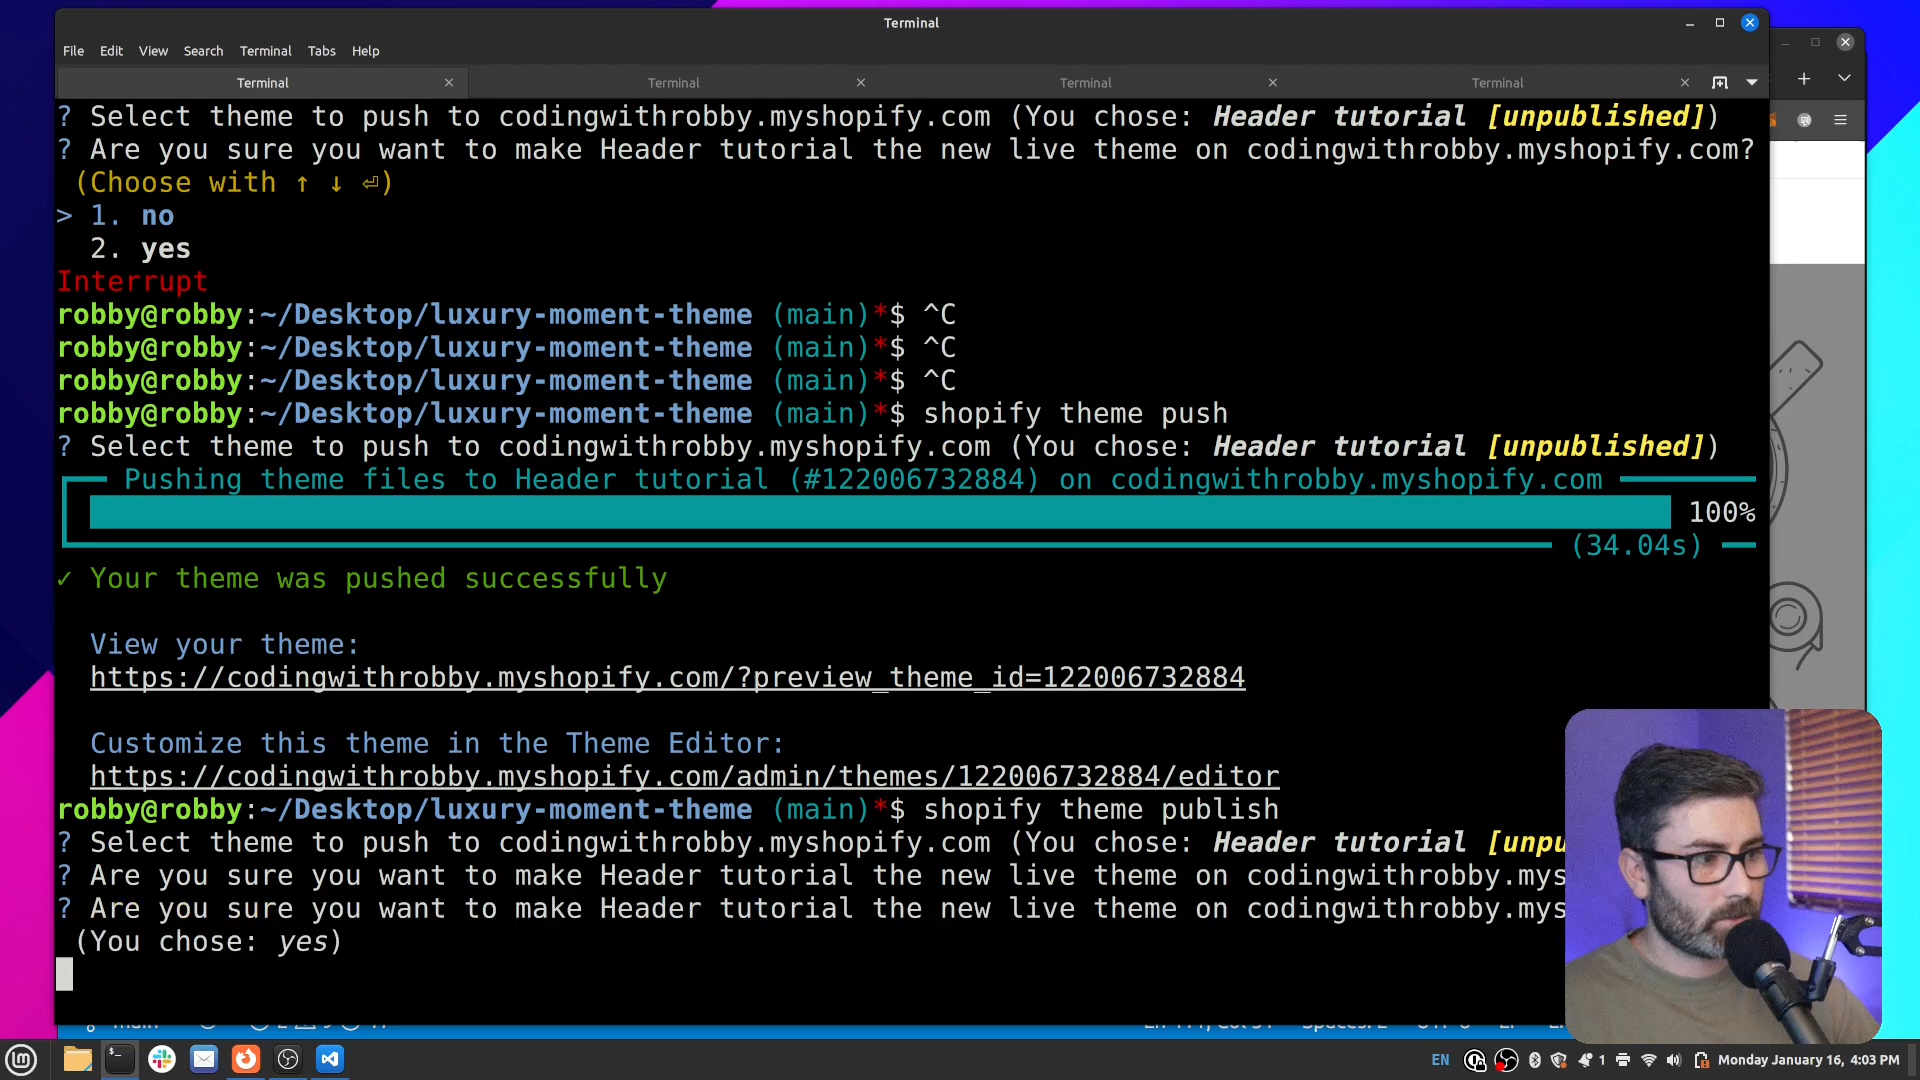 Terminal
File Edit View Search Terminal Tabs Help
Terminal Terminal Terminal Terminal
? Select theme to push to codingwithrobby.myshopify.com (You chose: Header tutorial [unpublished])
? Are you sure you want to make Header tutorial the new live theme on codingwithrobby.myshopify.com?
(Choose with ↑ ↓ ⏎)
> 1. no
2. yes
Interrupt
robby@robby:~/Desktop/luxury-moment-theme (main)*$ ^C
robby@robby:~/Desktop/luxury-moment-theme (main)*$ ^C
robby@robby:~/Desktop/luxury-moment-theme (main)*$ ^C
robby@robby:~/Desktop/luxury-moment-theme (main)*$ shopify theme push
? Select theme to push to codingwithrobby.myshopify.com (You chose: Header tutorial [unpublished])
Pushing theme files to Header tutorial (#122006732884) on codingwithrobby.myshopify.com
100%
(34.04s)
✓ Your theme was pushed successfully
View your theme:
https://codingwithrobby.myshopify.com/?preview_theme_id=122006732884
Customize this theme in the Theme Editor:
https://codingwithrobby.myshopify.com/admin/themes/122006732884/editor
robby@robby:~/Desktop/luxury-moment-theme (main)*$ shopify theme publish
? Select theme to push to codingwithrobby.myshopify.com (You chose: Header tutorial [unpu
? Are you sure you want to make Header tutorial the new live theme on codingwithrobby.mys
? Are you sure you want to make Header tutorial the new live theme on codingwithrobby.mys
(You chose: yes)
EN 1 Monday January 16, 4:03 PM